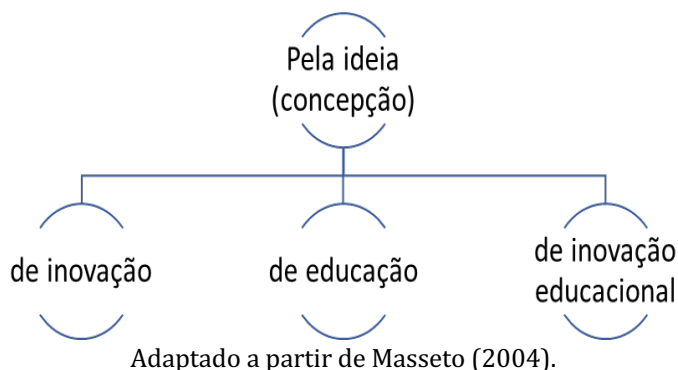 Pela ideia
(concepção)
de inovação
de educação
de inovação
educacional
Adaptado a partir de Masseto (2004).